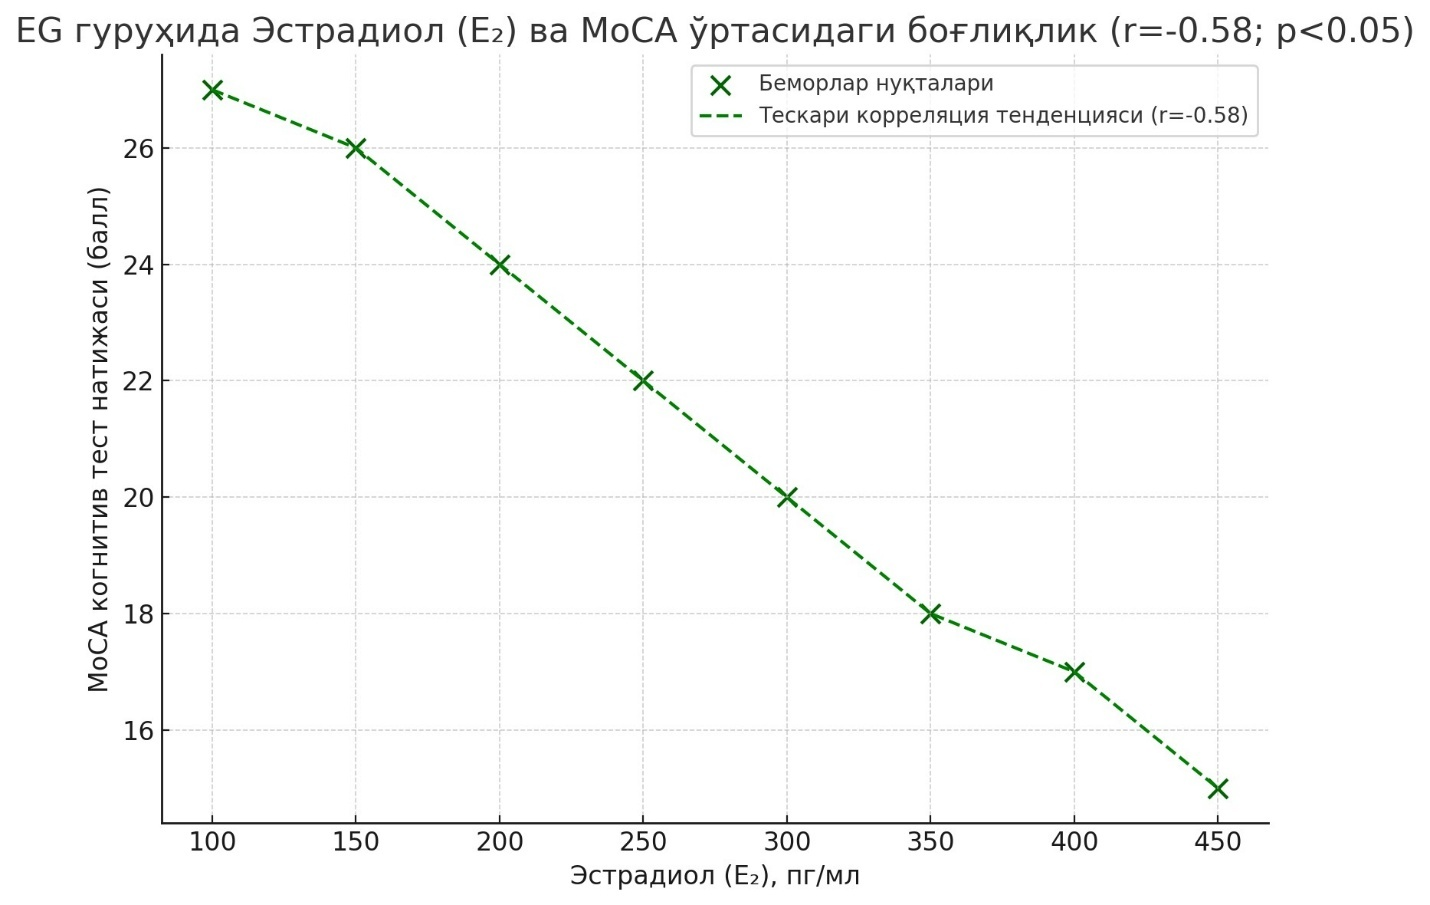 EG гуруҳида Эстрадиол (E₂) ва MoCA ўртасидаги боғлиқлик (r=-0.58; p<0.05)
Беморлар нуқталари
Тескари корреляция тенденцияси (r=-0.58)
MoCA когнитив тест натижаси (балл)
26
24
22
20
18
16
100 150 200 250 300 350 400 450
Эстрадиол (E₂), пг/мл